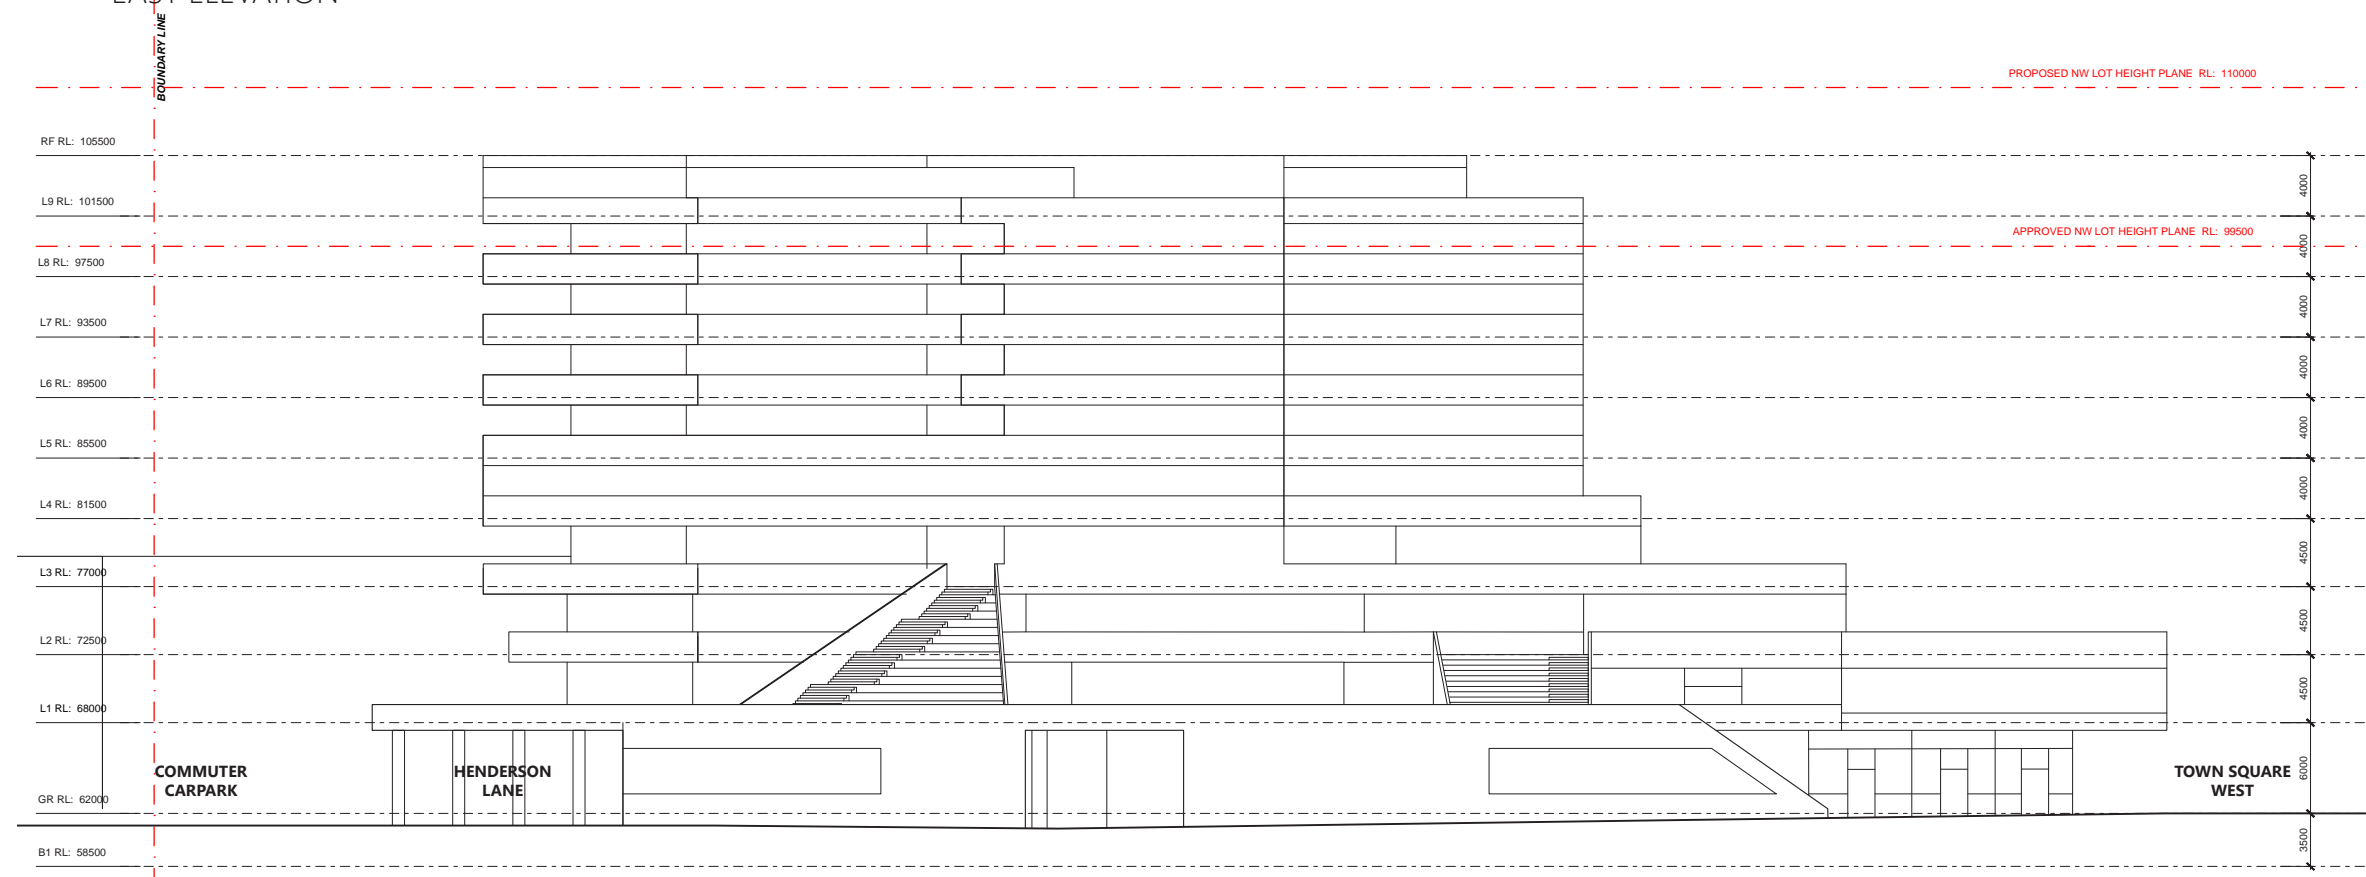 EAST ELEVATION
BOUNDARY LINE
PROPOSED NW LOT HEIGHT PLANE RL: 110000
RF RL: 105500
4000
L9 RL: 101500
APPROVED NW LOT HEIGHT PLANE RL: 99500
4000
L8 RL: 97500
4000
L7 RL: 93500
4000
L6 RL: 89500
4000
L5 RL: 85500
4000
L4 RL: 81500
4500
L3 RL: 77000
4500
L2 RL: 72500
4500
L1 RL: 68000
6000
COMMUTER
CARPARK
HENDERSON
LANE
TOWN SQUARE
WEST
GR RL: 62000
3500
B1 RL: 58500